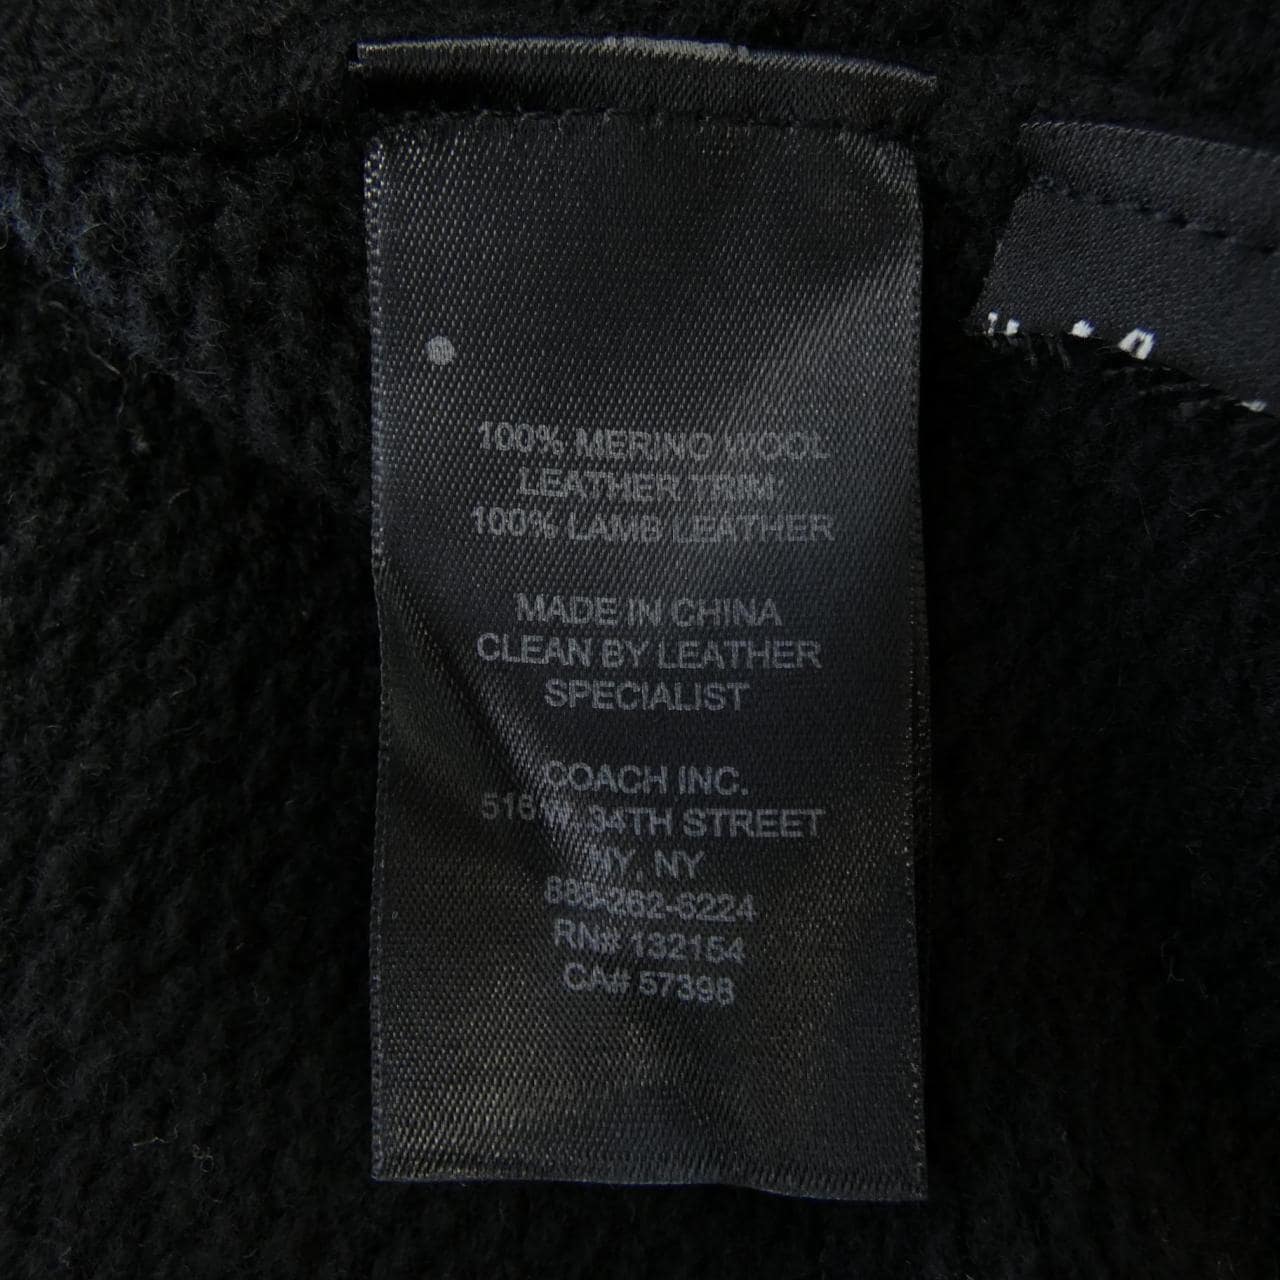 100% MERINO WOOL
LEATHER TRIM
100% LAMB LEATHER
MADE IN CHINA
CLEAN BY LEATHER
SPECIALIST
COACH INC.
516 W. 34TH STREET
NY, NY
888-262-6224
RN# 132154
CA# 57398